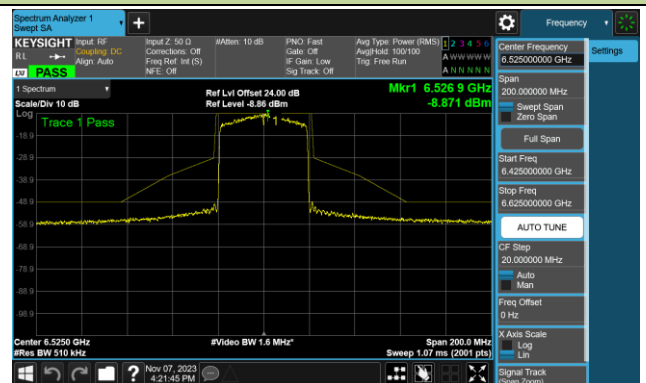 Spectrum Analyzer 1
Swept SA
Frequency
KEYSIGHT
RL
LXI
PASS
Input: RF
Coupling: DC
Align: Auto
Input Z: 50 Ω
Corrections: Off
Freq Ref: Int (S)
NFE: Off
#Atten: 10 dB
PNO: Fast
Gate: Off
IF Gain: Low
Sig Track: Off
Avg Type: Power (RMS)
Avg|Hold: 100/100
Trig: Free Run
1 2 3 4 5 6
A W W W W W
A N N N N N
1 Spectrum
Scale/Div 10 dB
Ref Lvl Offset 24.00 dB
Ref Level -8.86 dBm
Mkr1 6.526 9 GHz
-8.871 dBm
Log
Trace 1 Pass
1
-18.9
-28.9
-38.9
-48.9
-58.9
-68.9
-78.9
-88.9
-98.9
Center 6.5250 GHz
#Res BW 510 kHz
#Video BW 1.6 MHz*
Span 200.0 MHz
Sweep 1.07 ms (2001 pts)
Nov 07, 2023
4:21:45 PM
Center Frequency
6.525000000 GHz
Settings
Span
200.000000 MHz
Swept Span
Zero Span
Full Span
Start Freq
6.425000000 GHz
Stop Freq
6.625000000 GHz
AUTO TUNE
CF Step
20.000000 MHz
Auto
Man
Freq Offset
0 Hz
X Axis Scale
Log
Lin
Signal Track
(Span Zoom)